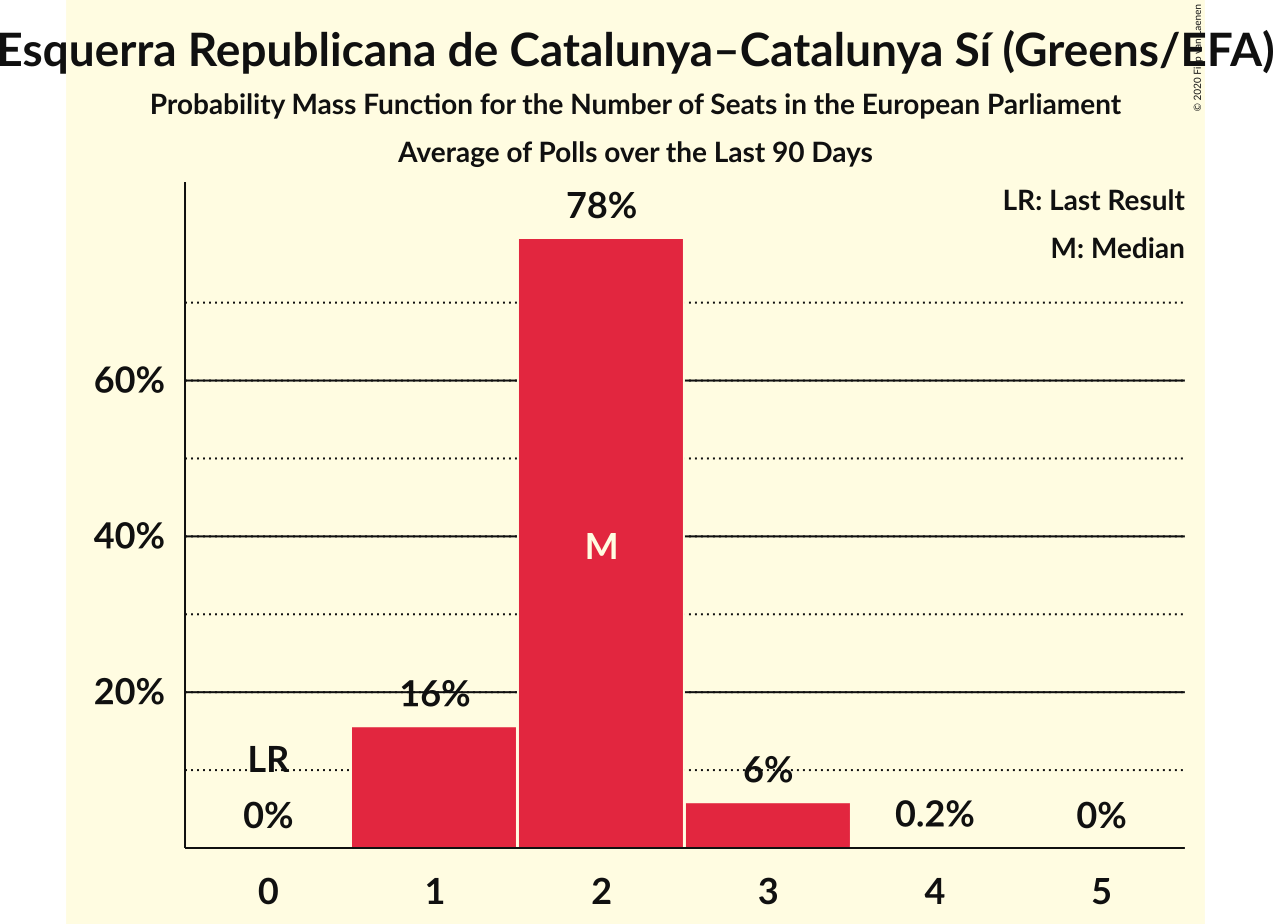 Esquerra Republicana de Catalunya–Catalunya Sí (Greens/EFA)
Probability Mass Function for the Number of Seats in the European Parliament
Average of Polls over the Last 90 Days
© 2020
LR: Last Result
M: Median
78%
60%
40%
M
20%
16%
LR
6%
0%
0.2%
0%
0 1 2 3 4 5